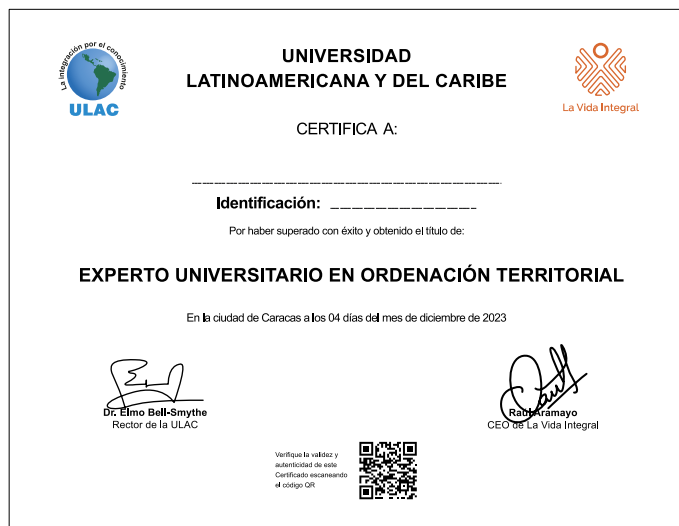 La integración por el conocimiento
ULAC
UNIVERSIDAD
LATINOAMERICANA Y DEL CARIBE
La Vida Integral
CERTIFICA A:
Identificación:
Por haber superado con éxito y obtenido el título de:
EXPERTO UNIVERSITARIO EN ORDENACIÓN TERRITORIAL
En la ciudad de Caracas a los 04 días del mes de diciembre de 2023
Dr. Elmo Bell-Smythe
Rector de la ULAC
Raúl Aramayo
CEO de La Vida Integral
Verifique la validez y
autenticidad de este
Certificado escaneando
el código QR